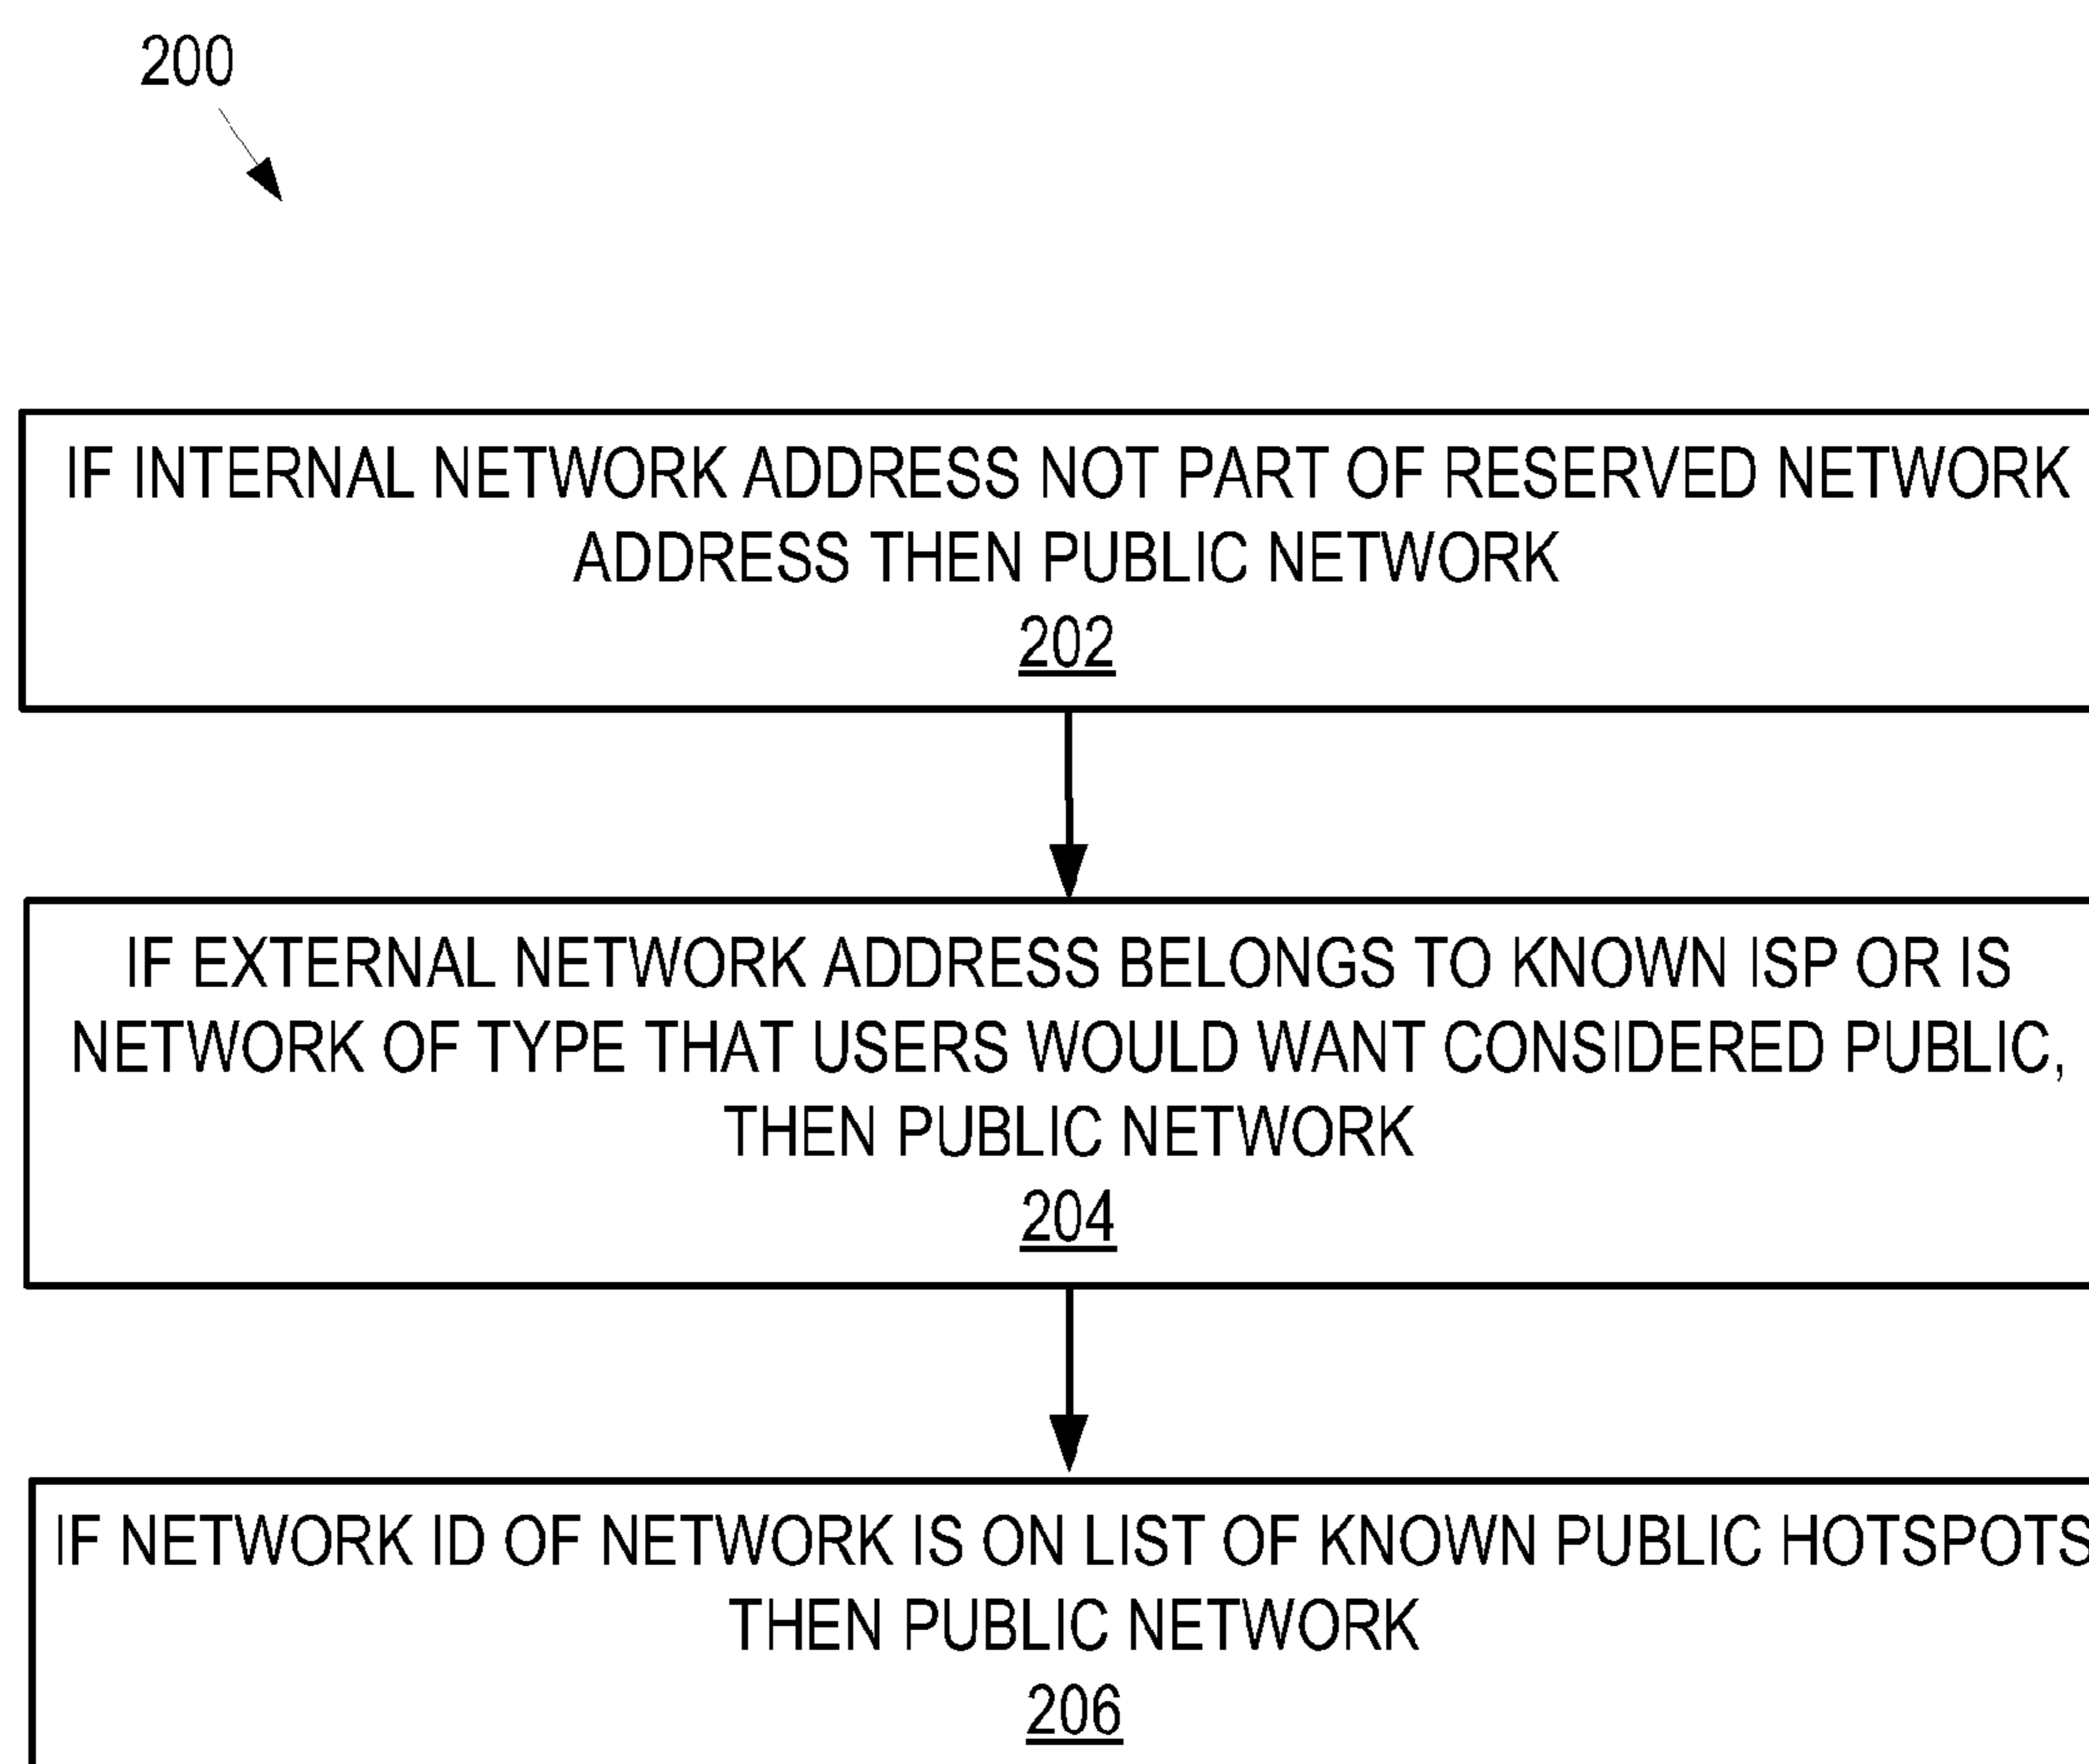 200
IF INTERNAL NETWORK ADDRESS NOT PART OF RESERVED NETWORK
ADDRESS THEN PUBLIC NETWORK
202
IF EXTERNAL NETWORK ADDRESS BELONGS TO KNOWN ISP OR IS
NETWORK OF TYPE THAT USERS WOULD WANT CONSIDERED PUBLIC,
THEN PUBLIC NETWORK
204
IF NETWORK ID OF NETWORK IS ON LIST OF KNOWN PUBLIC HOTSPOTS
THEN PUBLIC NETWORK
206